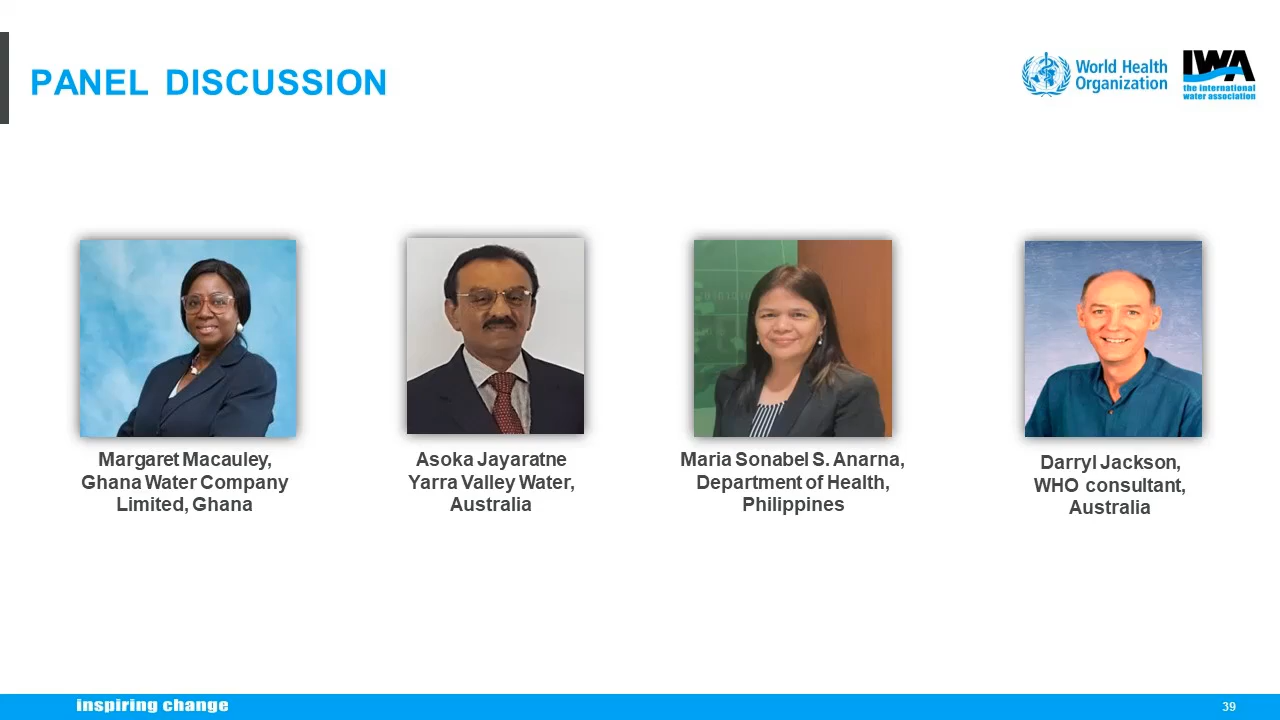 PANEL DISCUSSION
World Health
Organization
IWA
the international
water association
Margaret Macauley,
Ghana Water Company
Limited, Ghana
Asoka Jayaratne
Yarra Valley Water,
Australia
Maria Sonabel S. Anarna,
Department of Health,
Philippines
Darryl Jackson,
WHO consultant,
Australia
inspiring change
39